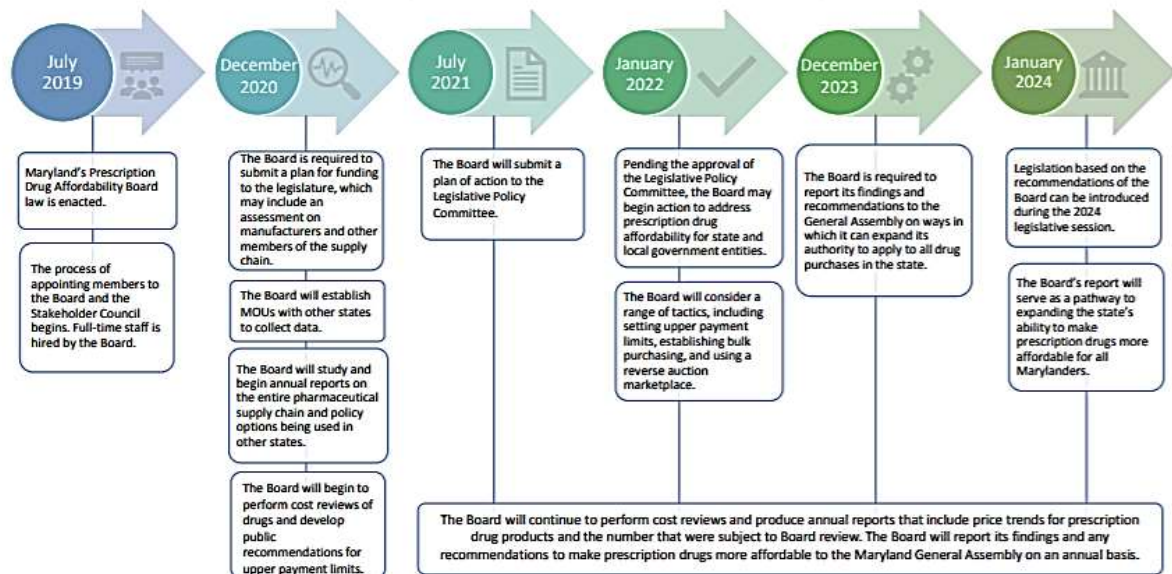 July
2019
December
2020
July
2021
January
2022
December
2023
January
2024
Maryland's Prescription
Drug Affordability Board
law is enacted.
The process of
appointing members to
the Board and the
Stakeholder Council
begins. Full-time staff is
hired by the Board.
The Board is required to
submit a plan for funding
to the legislature, which
may include an
assessment on
manufacturers and other
members of the supply
chain.
The Board will establish
MOUs with other states
to collect data.
The Board will study and
begin annual reports on
the entire pharmaceutical
supply chain and policy
options being used in
other states.
The Board will begin to
perform cost reviews of
drugs and develop
public
recommendations for
upper payment limits.
The Board will submit a
plan of action to the
Legislative Policy
Committee.
Pending the approval of
the Legislative Policy
Committee, the Board may
begin action to address
prescription drug
affordability for state and
local government entities.
The Board will consider a
range of tactics, including
setting upper payment
limits, establishing bulk
purchasing, and using a
reverse auction
marketplace.
The Board is required to
report its findings and
recommendations to the
General Assembly on ways in
which it can expand its
authority to apply to all drug
purchases in the state.
Legislation based on the
recommendations of the
Board can be introduced
during the 2024
legislative session.
The Board's report will
serve as a pathway to
expanding the state's
ability to make
prescription drugs more
affordable for all
Marylanders.
The Board will continue to perform cost reviews and produce annual reports that include price trends for prescription
drug products and the number that were subject to Board review. The Board will report its findings and any
recommendations to make prescription drugs more affordable to the Maryland General Assembly on an annual basis.